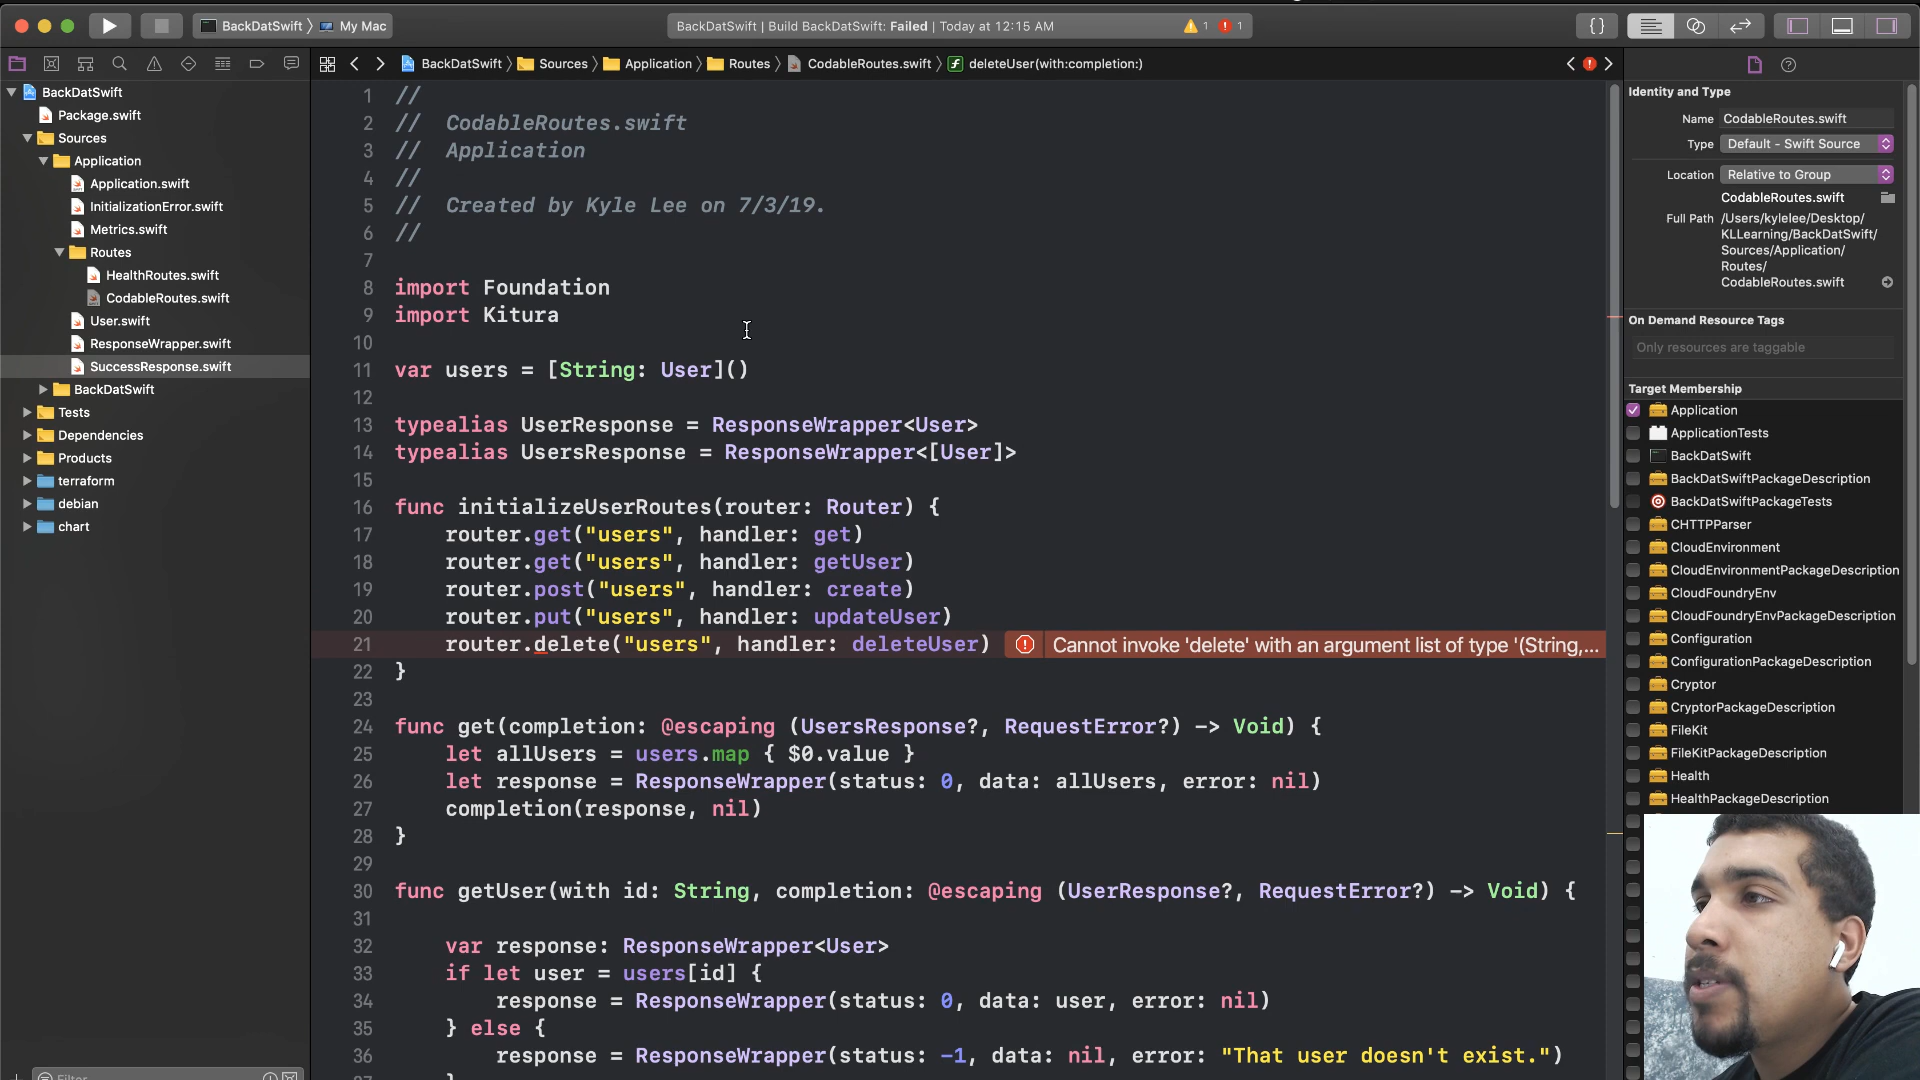 BackDatSwift 〉 My Mac
BackDatSwift | Build BackDatSwift: Failed | Today at 12:15 AM
1
1
{}
BackDatSwift 〉 Sources 〉 Application 〉 Routes 〉 CodableRoutes.swift 〉 deleteUser(with:completion:)
BackDatSwift
Package.swift
Sources
Application
Application.swift
InitializationError.swift
Metrics.swift
Routes
HealthRoutes.swift
CodableRoutes.swift
User.swift
ResponseWrapper.swift
SuccessResponse.swift
BackDatSwift
Tests
Dependencies
Products
terraform
debian
chart
Filter
1 //
2 //  CodableRoutes.swift
3 //  Application
4 //
5 //  Created by Kyle Lee on 7/3/19.
6 //
7
8 import Foundation
9 import Kitura
10
11 var users = [String: User]()
12
13 typealias UserResponse = ResponseWrapper<User>
14 typealias UsersResponse = ResponseWrapper<[User]>
15
16 func initializeUserRoutes(router: Router) {
17     router.get("users", handler: get)
18     router.get("users", handler: getUser)
19     router.post("users", handler: create)
20     router.put("users", handler: updateUser)
21     router.delete("users", handler: deleteUser) Cannot invoke 'delete' with an argument list of type '(String,...
22 }
23
24 func get(completion: @escaping (UsersResponse?, RequestError?) -> Void) {
25     let allUsers = users.map { $0.value }
26     let response = ResponseWrapper(status: 0, data: allUsers, error: nil)
27     completion(response, nil)
28 }
29
30 func getUser(with id: String, completion: @escaping (UserResponse?, RequestError?) -> Void) {
31
32     var response: ResponseWrapper<User>
33     if let user = users[id] {
34         response = ResponseWrapper(status: 0, data: user, error: nil)
35     } else {
36         response = ResponseWrapper(status: -1, data: nil, error: "That user doesn't exist.")
Identity and Type
Name CodableRoutes.swift
Type Default - Swift Source
Location Relative to Group
CodableRoutes.swift
Full Path /Users/kylelee/Desktop/
KLLearning/BackDatSwift/
Sources/Application/
Routes/
CodableRoutes.swift
On Demand Resource Tags
Only resources are taggable
Target Membership
Application
ApplicationTests
BackDatSwift
BackDatSwiftPackageDescription
BackDatSwiftPackageTests
CHTTPParser
CloudEnvironment
CloudEnvironmentPackageDescription
CloudFoundryEnv
CloudFoundryEnvPackageDescription
Configuration
ConfigurationPackageDescription
Cryptor
CryptorPackageDescription
FileKit
FileKitPackageDescription
Health
HealthPackageDescription